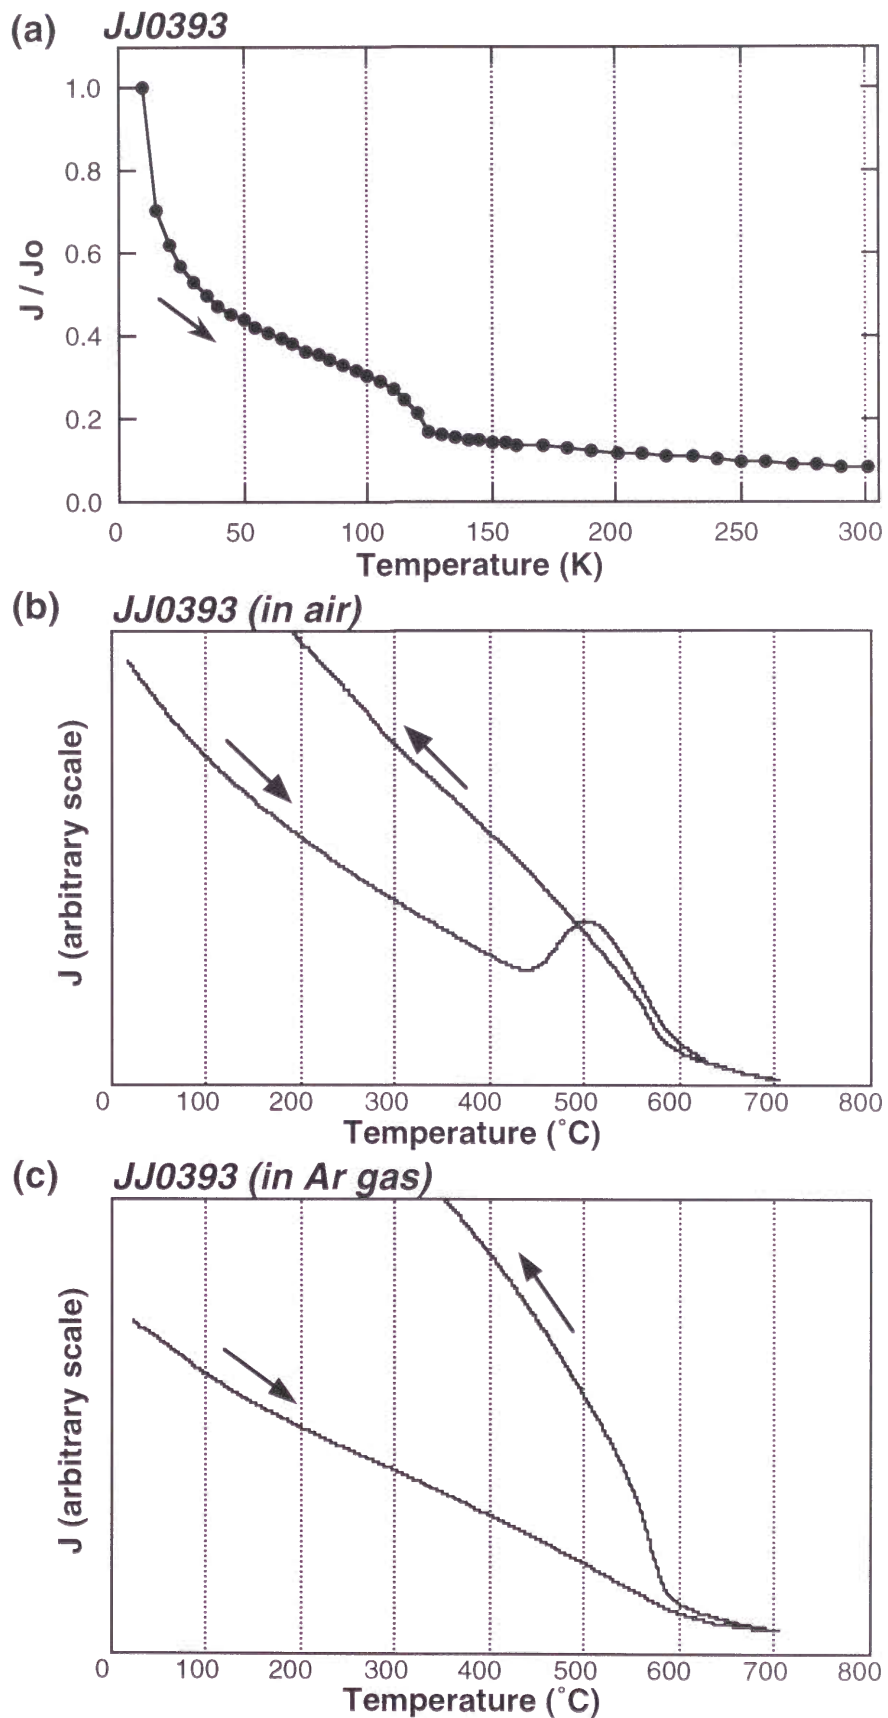 (a) JJ0393
1.0
0.8
0.6
0.4
0.2
0.0
J / Jo
0 50 100 150 200 250 300
Temperature (K)
(b) JJ0393 (in air)
J (arbitrary scale)
0 100 200 300 400 500 600 700 800
Temperature (°C)
(c) JJ0393 (in Ar gas)
J (arbitrary scale)
0 100 200 300 400 500 600 700 800
Temperature (°C)